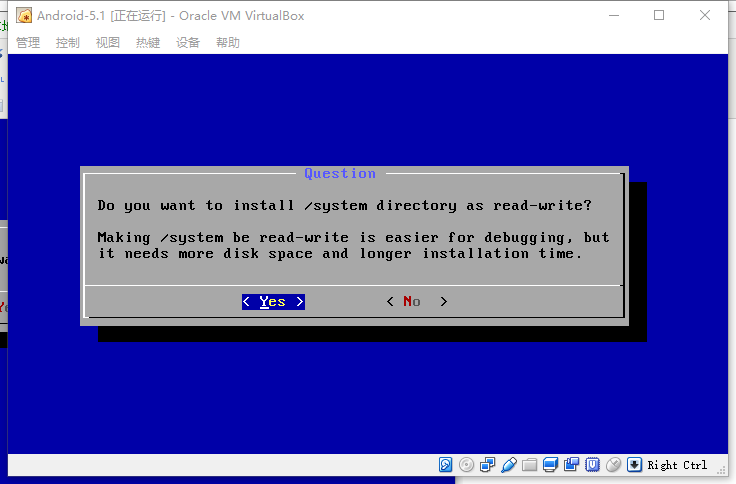 Android-5.1 [正在运行] - Oracle VM VirtualBox
管理 控制 视图 热键 设备 帮助
Question
Do you want to install /system directory as read-write?
Making /system be read-write is easier for debugging, but
it needs more disk space and longer installation time.
< Yes > < No >
Right Ctrl